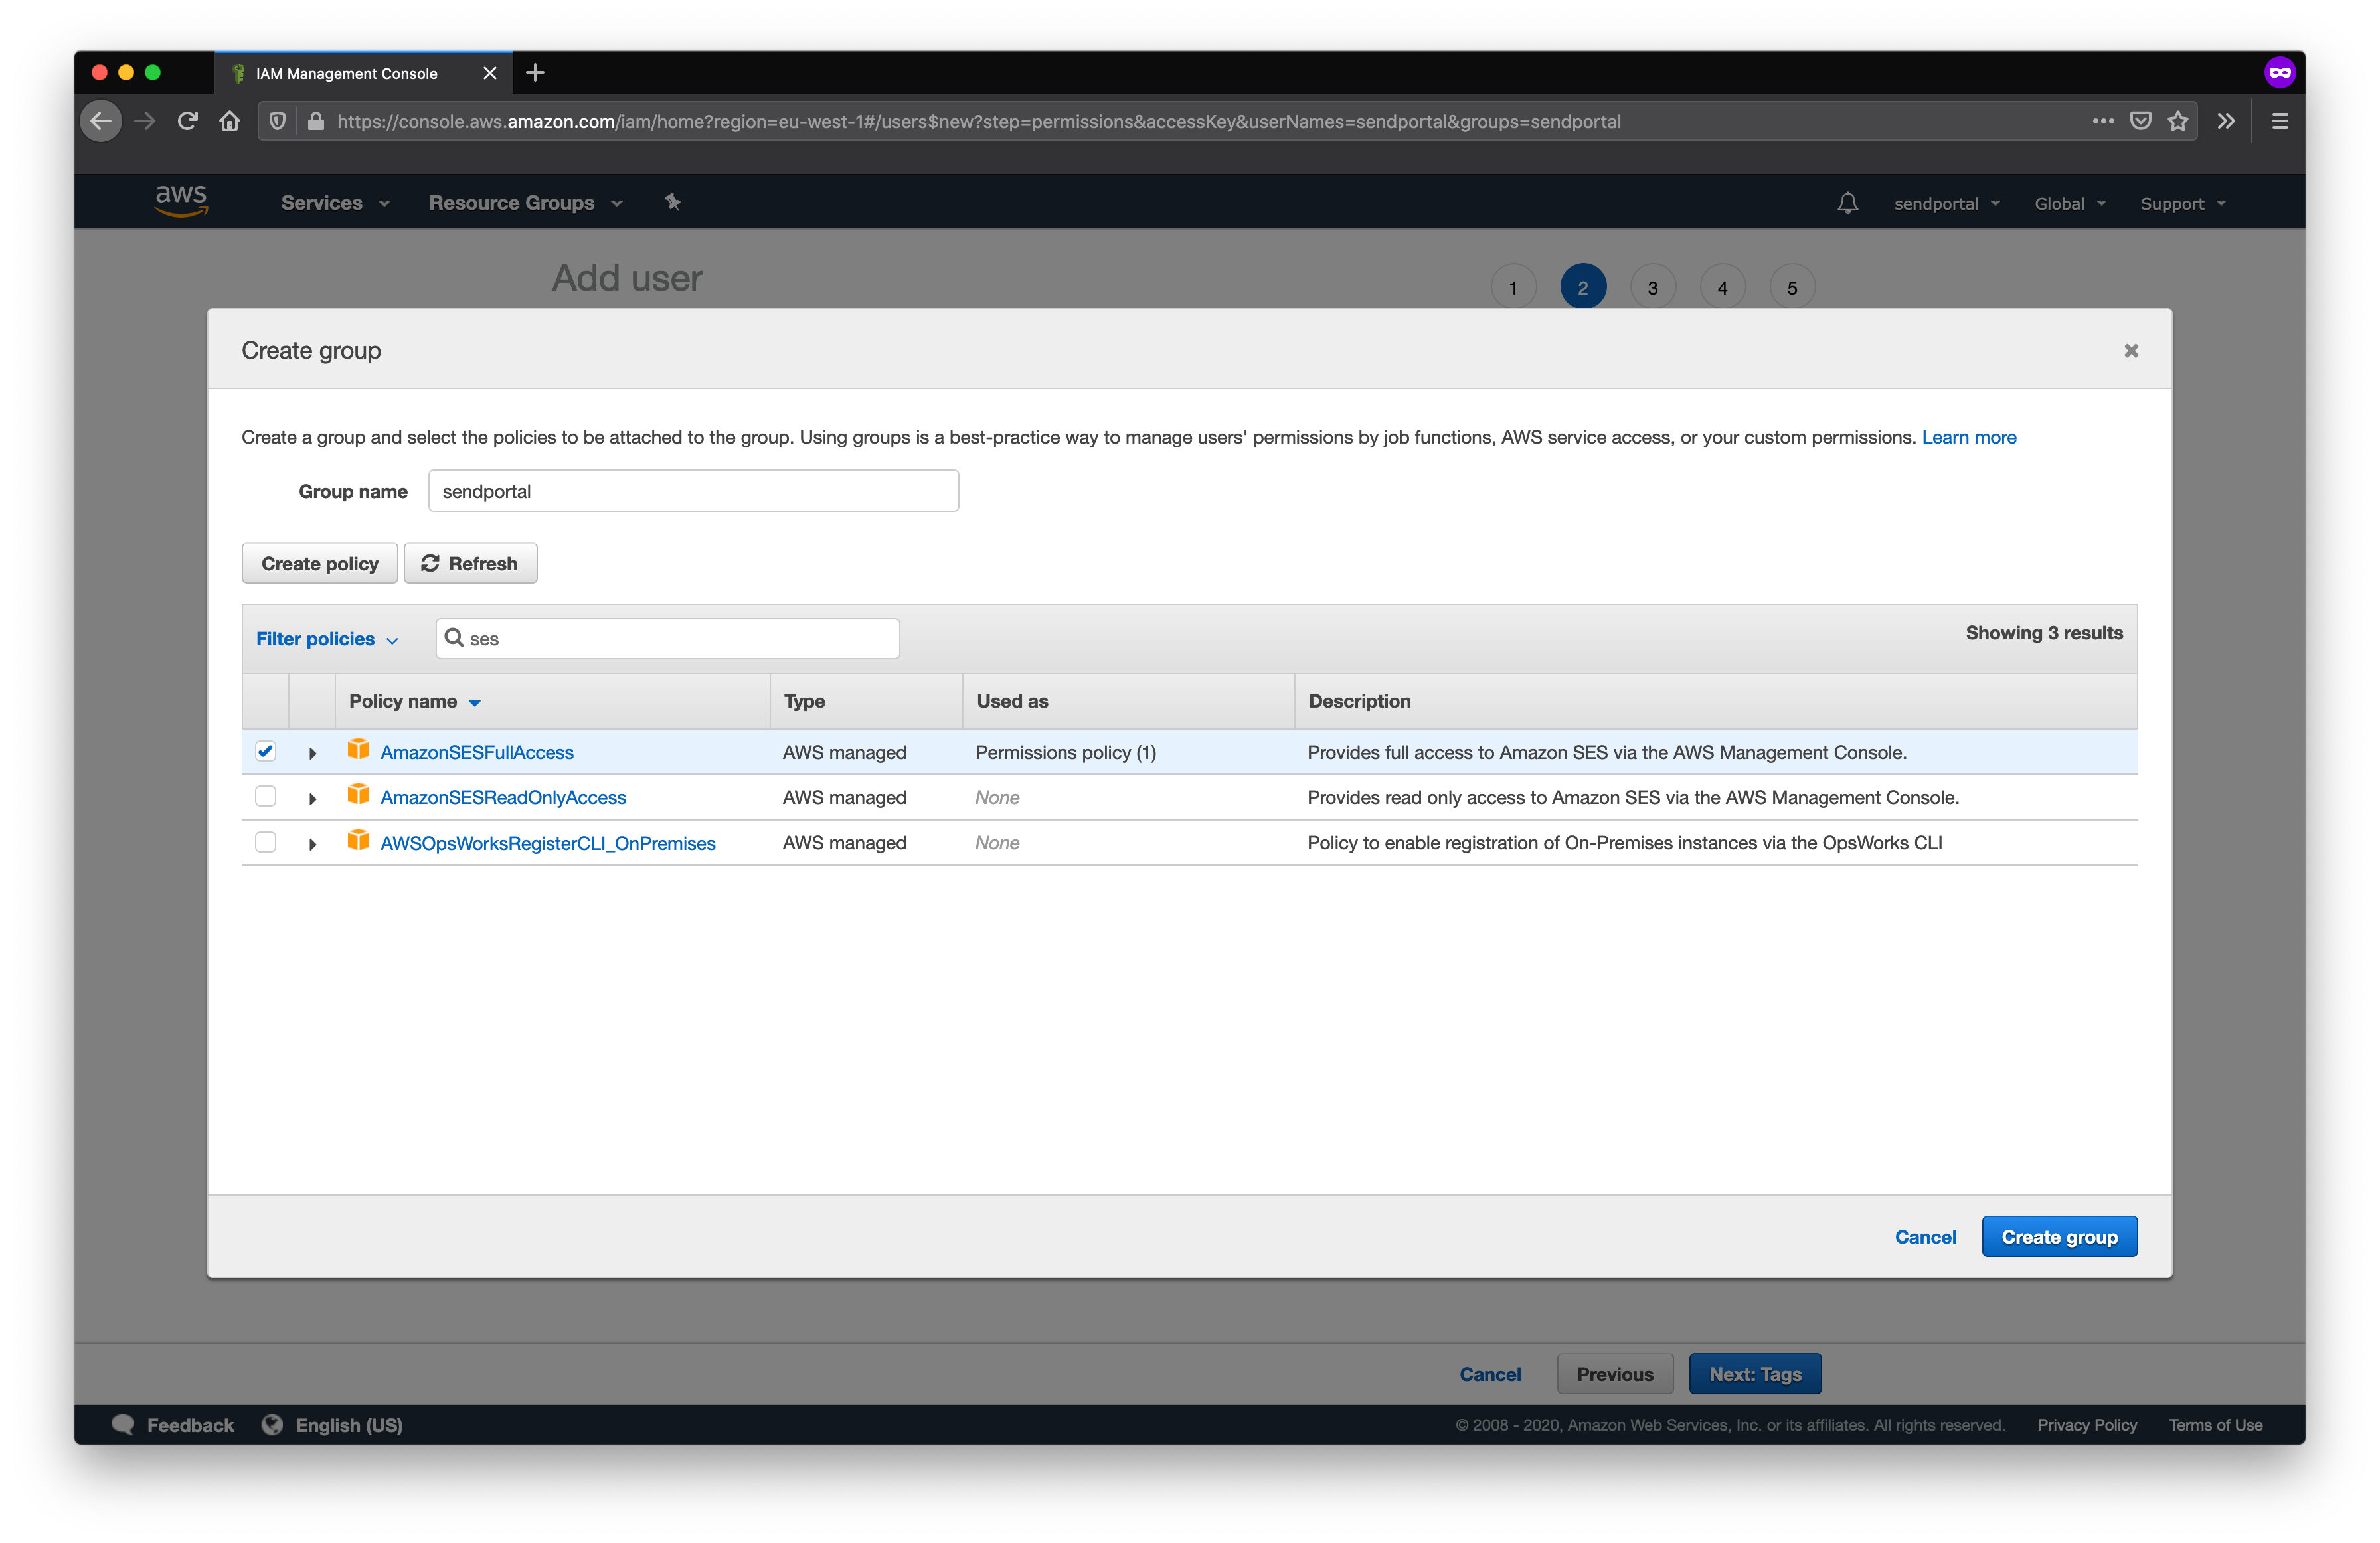 IAM Management Console
https://console.aws.amazon.com/iam/home?region=eu-west-1#/users$new?step=permissions&accessKey&userNames=sendportal&groups=sendportal
aws Services Resource Groups sendportal Global Support
Add user 1 2 3 4 5
Create group
Create a group and select the policies to be attached to the group. Using groups is a best-practice way to manage users' permissions by job functions, AWS service access, or your custom permissions. Learn more
Group name sendportal
Create policy Refresh
Filter policies ses Showing 3 results
Policy name Type Used as Description
AmazonSESFullAccess AWS managed Permissions policy (1) Provides full access to Amazon SES via the AWS Management Console.
AmazonSESReadOnlyAccess AWS managed None Provides read only access to Amazon SES via the AWS Management Console.
AWSOpsWorksRegisterCLI_OnPremises AWS managed None Policy to enable registration of On-Premises instances via the OpsWorks CLI
Cancel Create group
Cancel Previous Next: Tags
Feedback English (US) © 2008 - 2020, Amazon Web Services, Inc. or its affiliates. All rights reserved. Privacy Policy Terms of Use